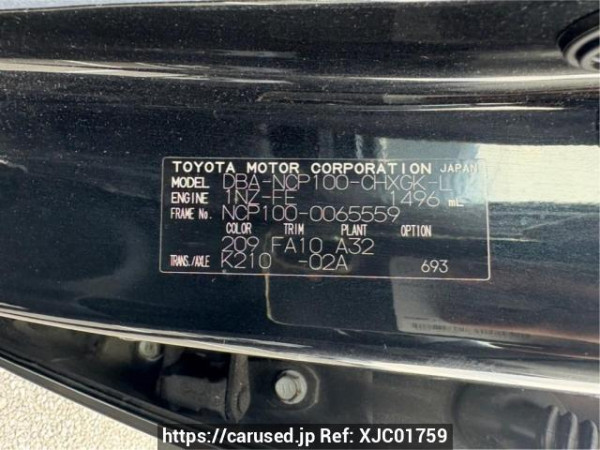 TOYOTA MOTOR CORPORATION JAPAN
MODEL DBA-NCP100-CHXGK-L
ENGINE 1NZ-FE 1496 mL
FRAME No. NCP100-0065559
COLOR TRIM PLANT OPTION
209 FA10 A32
TRANS./AXLE K210 -02A 693
https://carused.jp Ref: XJC01759